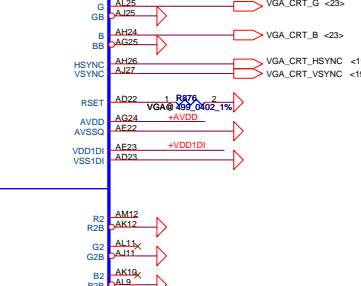 G AL25 VGA_CRT_G <23>
GB AJ25
B AH24 VGA_CRT_B <23>
BB AG25
HSYNC AH26 VGA_CRT_HSYNC
VSYNC AJ27 VGA_CRT_VSYNC
RSET AD22 1 R876 2
VGA@ 499_0402_1%
AVDD AG24 +AVDD
AVSSQ AE22
VDD1DI AE23 +VDD1DI
VSS1DI AD23
R2 AM12
R2B AK12
G2 AL11
G2B AJ11
B2 AK10
B2B AL9